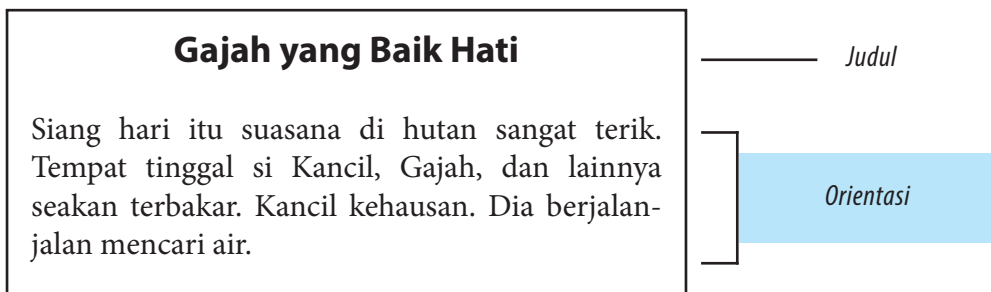 Gajah yang Baik Hati
Judul
Siang hari itu suasana di hutan sangat terik.
Tempat tinggal si Kancil, Gajah, dan lainnya
seakan terbakar. Kancil kehausan. Dia berjalan-
jalan mencari air.
Orientasi